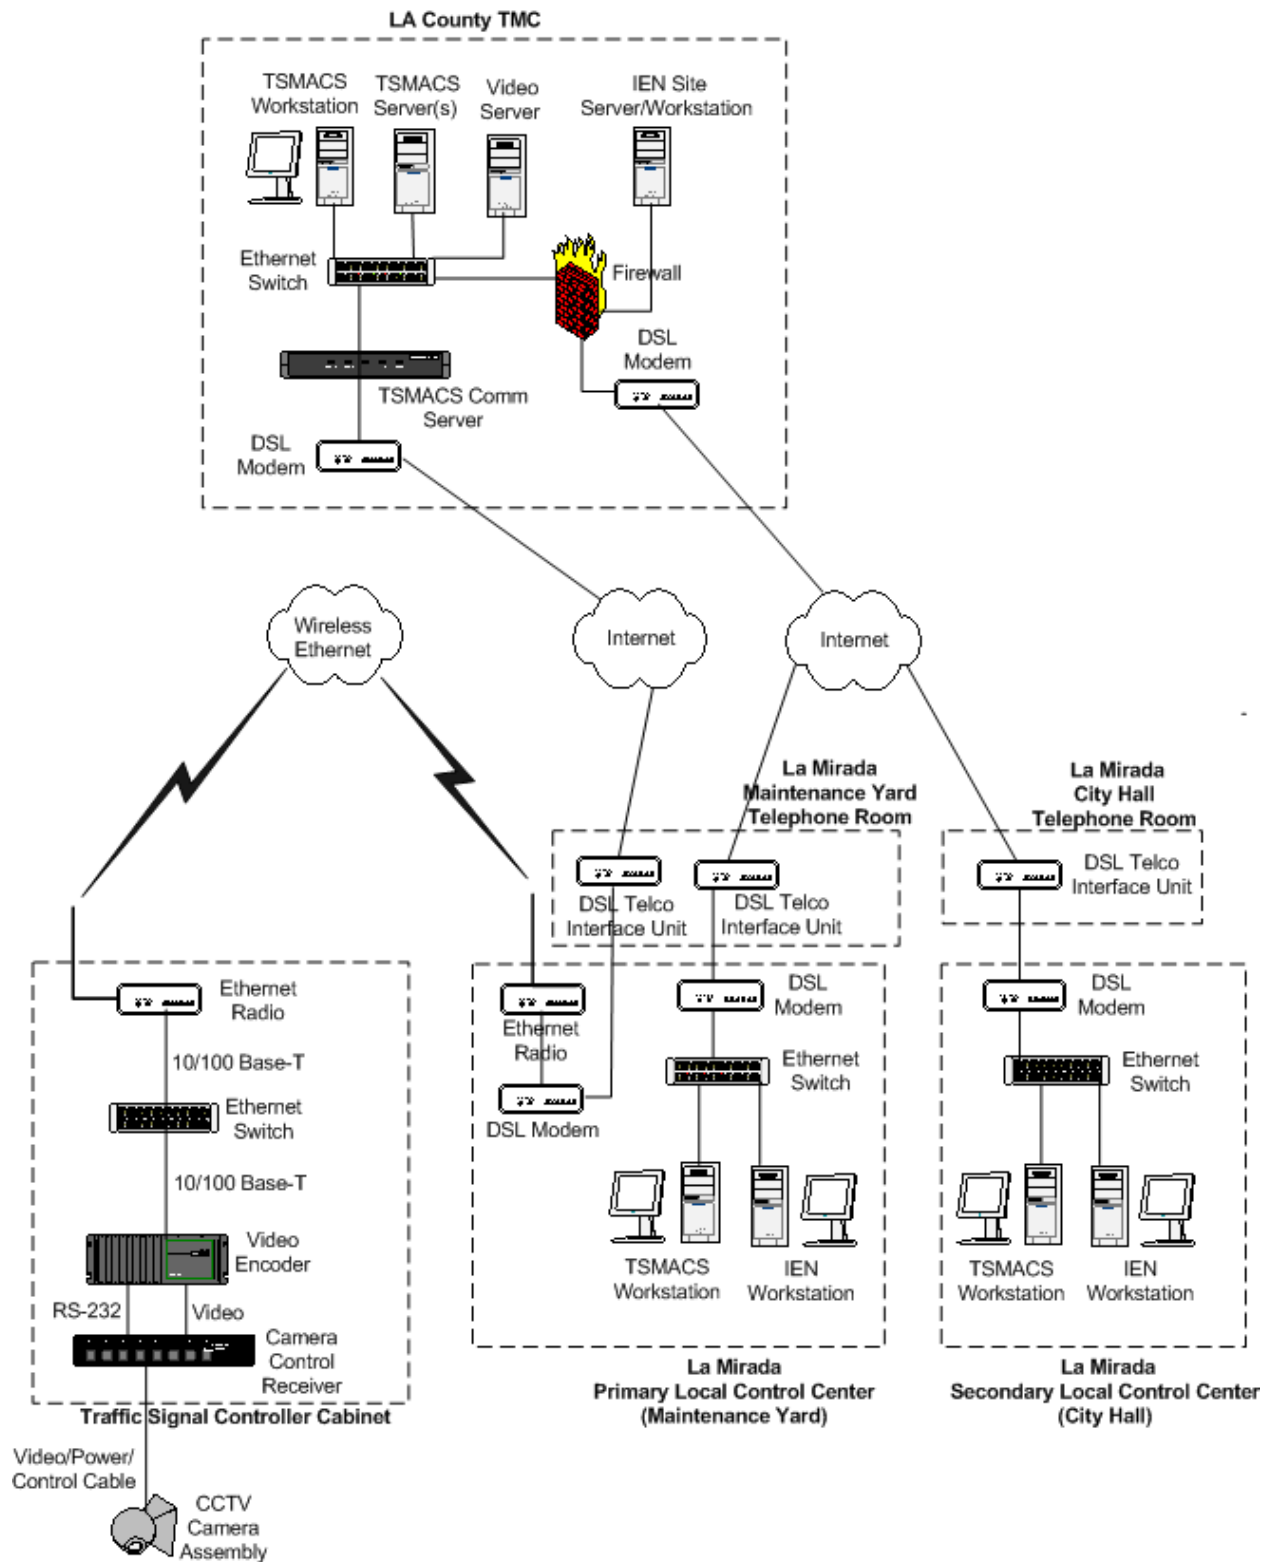 LA County TMC
TSMACS
Workstation
TSMACS
Server(s)
Video
Server
IEN Site
Server/Workstation
Ethernet
Switch
Firewall
DSL
Modem
TSMACS Comm
Server
DSL
Modem
Wireless
Ethernet
Internet
Internet
La Mirada
Maintenance Yard
Telephone Room
La Mirada
City Hall
Telephone Room
DSL Telco
Interface Unit
DSL Telco
Interface Unit
DSL Telco
Interface Unit
Ethernet
Radio
10/100 Base-T
Ethernet
Switch
10/100 Base-T
Video
Encoder
RS-232
Video
Camera
Control
Receiver
Traffic Signal Controller Cabinet
Video/Power/
Control Cable
CCTV
Camera
Assembly
Ethernet
Radio
DSL Modem
DSL
Modem
Ethernet
Switch
TSMACS
Workstation
IEN
Workstation
La Mirada
Primary Local Control Center
(Maintenance Yard)
DSL
Modem
Ethernet
Switch
TSMACS
Workstation
IEN
Workstation
La Mirada
Secondary Local Control Center
(City Hall)